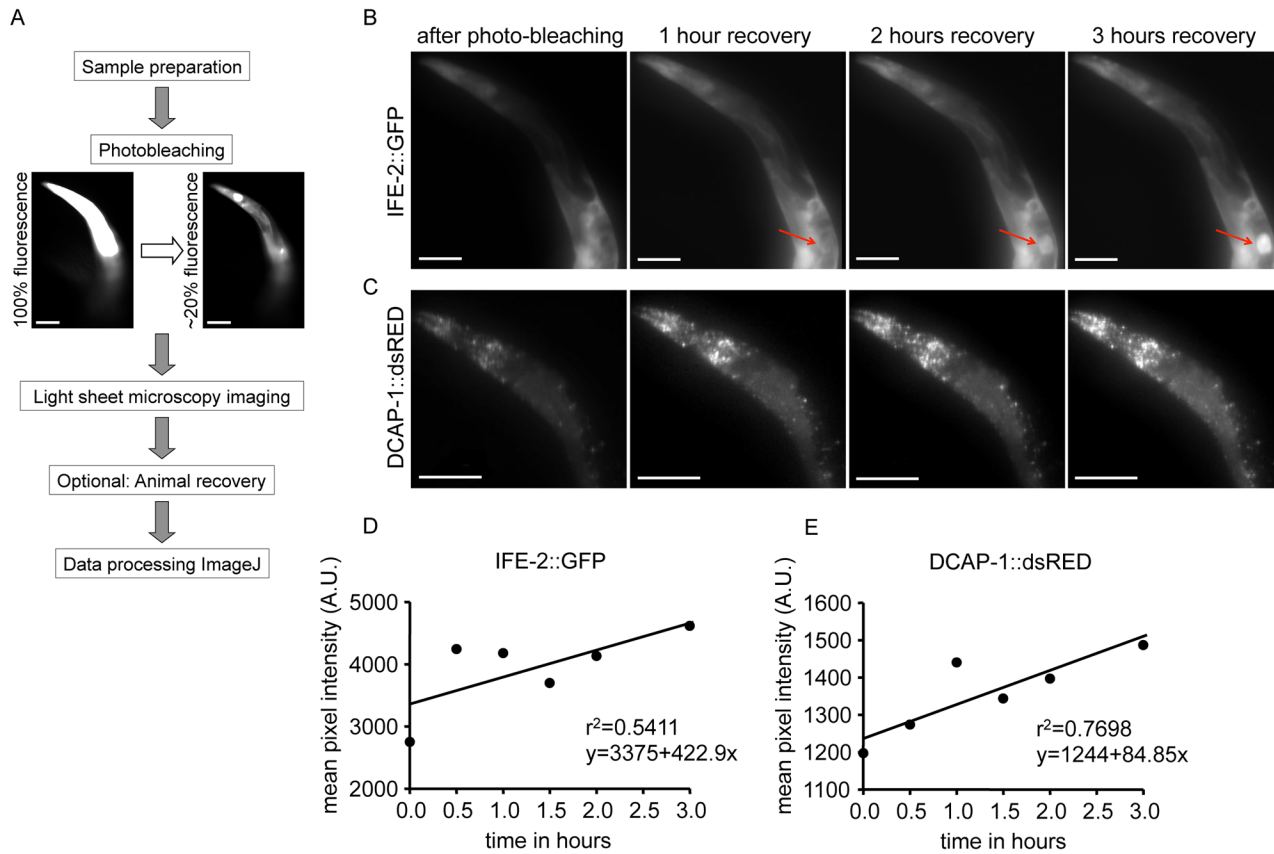 A
Sample preparation
Photobleaching
100% fluorescence
~20% fluorescence
Light sheet microscopy imaging
Optional: Animal recovery
Data processing ImageJ
B
after photo-bleaching
1 hour recovery
2 hours recovery
3 hours recovery
IFE-2::GFP
C
DCAP-1::dsRED
D
IFE-2::GFP
mean pixel intensity (A.U.)
5000
4000
3000
2000
r²=0.5411
y=3375+422.9x
0.0 0.5 1.0 1.5 2.0 2.5 3.0
time in hours
E
DCAP-1::dsRED
mean pixel intensity (A.U.)
1600
1500
1400
1300
1200
1100
r²=0.7698
y=1244+84.85x
0.0 0.5 1.0 1.5 2.0 2.5 3.0
time in hours